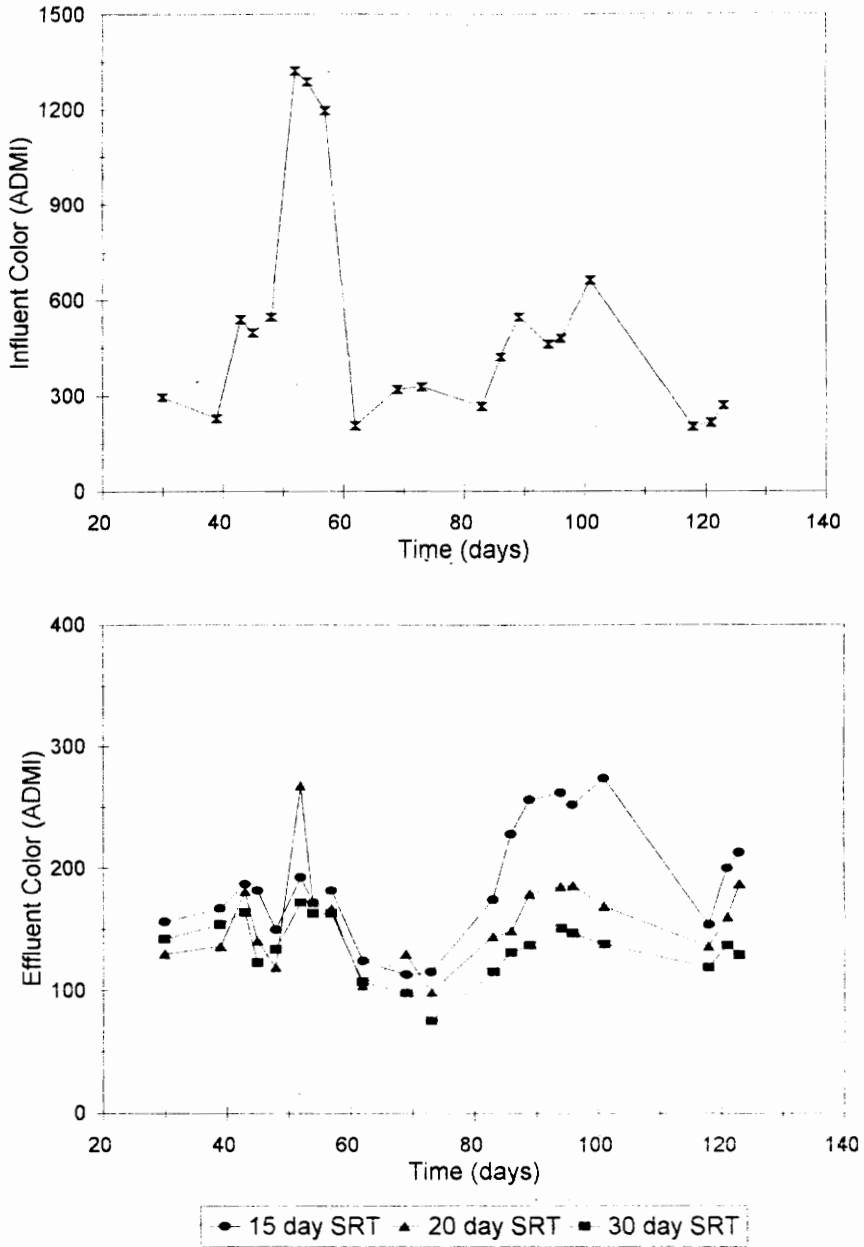 1500
1200
900
600
300
0
Influent Color (ADMI)
20 40 60 80 100 120 140
Time (days)
400
300
200
100
0
Effluent Color (ADMI)
20 40 60 80 100 120 140
Time (days)
15 day SRT 20 day SRT 30 day SRT